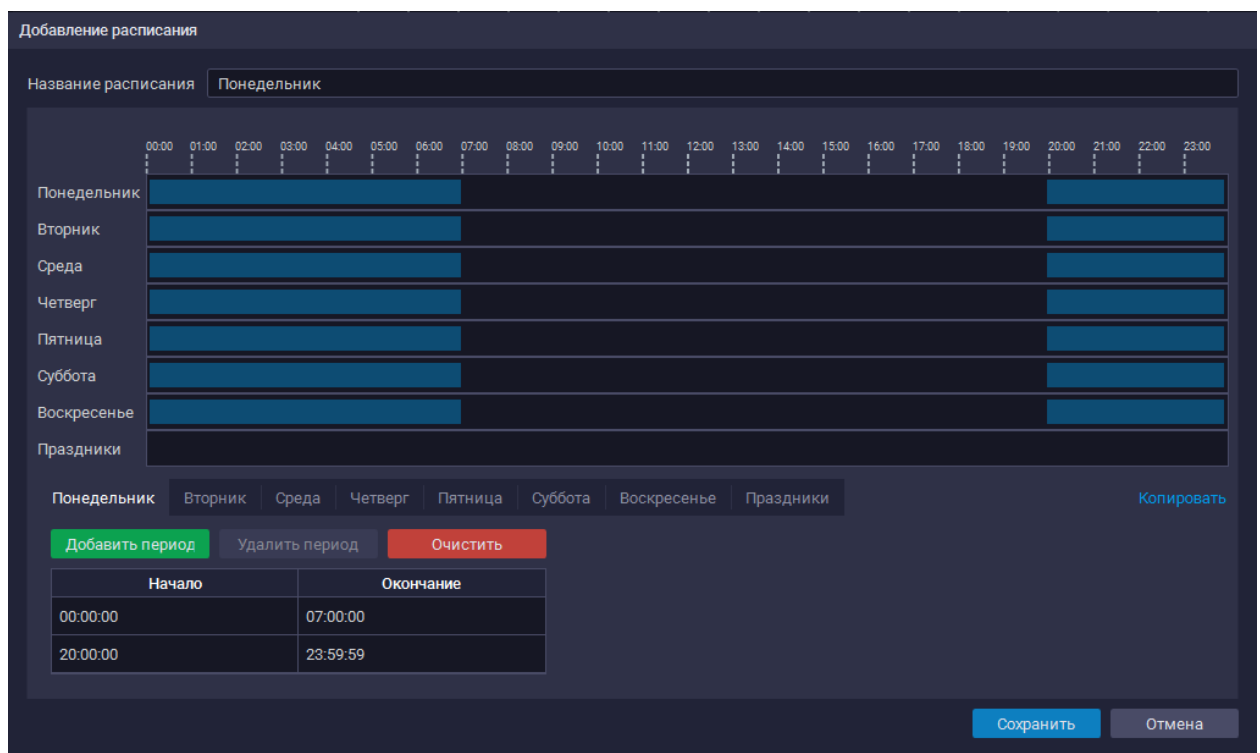 Добавление расписания
Название расписания Понедельник
00:00 01:00 02:00 03:00 04:00 05:00 06:00 07:00 08:00 09:00 10:00 11:00 12:00 13:00 14:00 15:00 16:00 17:00 18:00 19:00 20:00 21:00 22:00 23:00
Понедельник
Вторник
Среда
Четверг
Пятница
Суббота
Воскресенье
Праздники
Понедельник Вторник Среда Четверг Пятница Суббота Воскресенье Праздники Копировать
Добавить период Удалить период Очистить
Начало Окончание
00:00:00 07:00:00
20:00:00 23:59:59
Сохранить Отмена